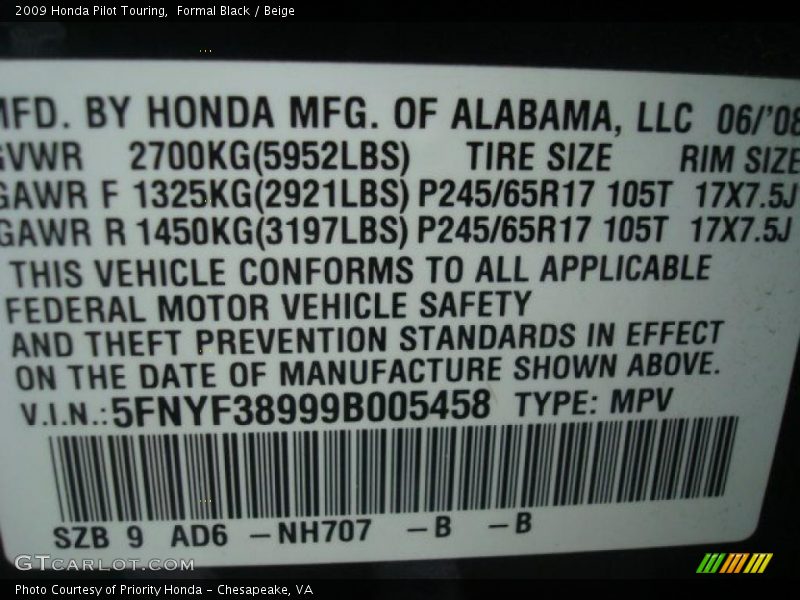 2009 Honda Pilot Touring,  Formal Black / Beige
MFD. BY HONDA MFG. OF ALABAMA, LLC 06/'08
GVWR 2700KG(5952LBS) TIRE SIZE RIM SIZE
GAWR F 1325KG(2921LBS) P245/65R17 105T 17X7.5J
GAWR R 1450KG(3197LBS) P245/65R17 105T 17X7.5J
THIS VEHICLE CONFORMS TO ALL APPLICABLE
FEDERAL MOTOR VEHICLE SAFETY
AND THEFT PREVENTION STANDARDS IN EFFECT
ON THE DATE OF MANUFACTURE SHOWN ABOVE.
V.I.N.: 5FNYF38999B005458 TYPE: MPV
SZB 9 AD6 –NH707 –B –B
GTCARLOT.COM
Photo Courtesy of Priority Honda - Chesapeake, VA